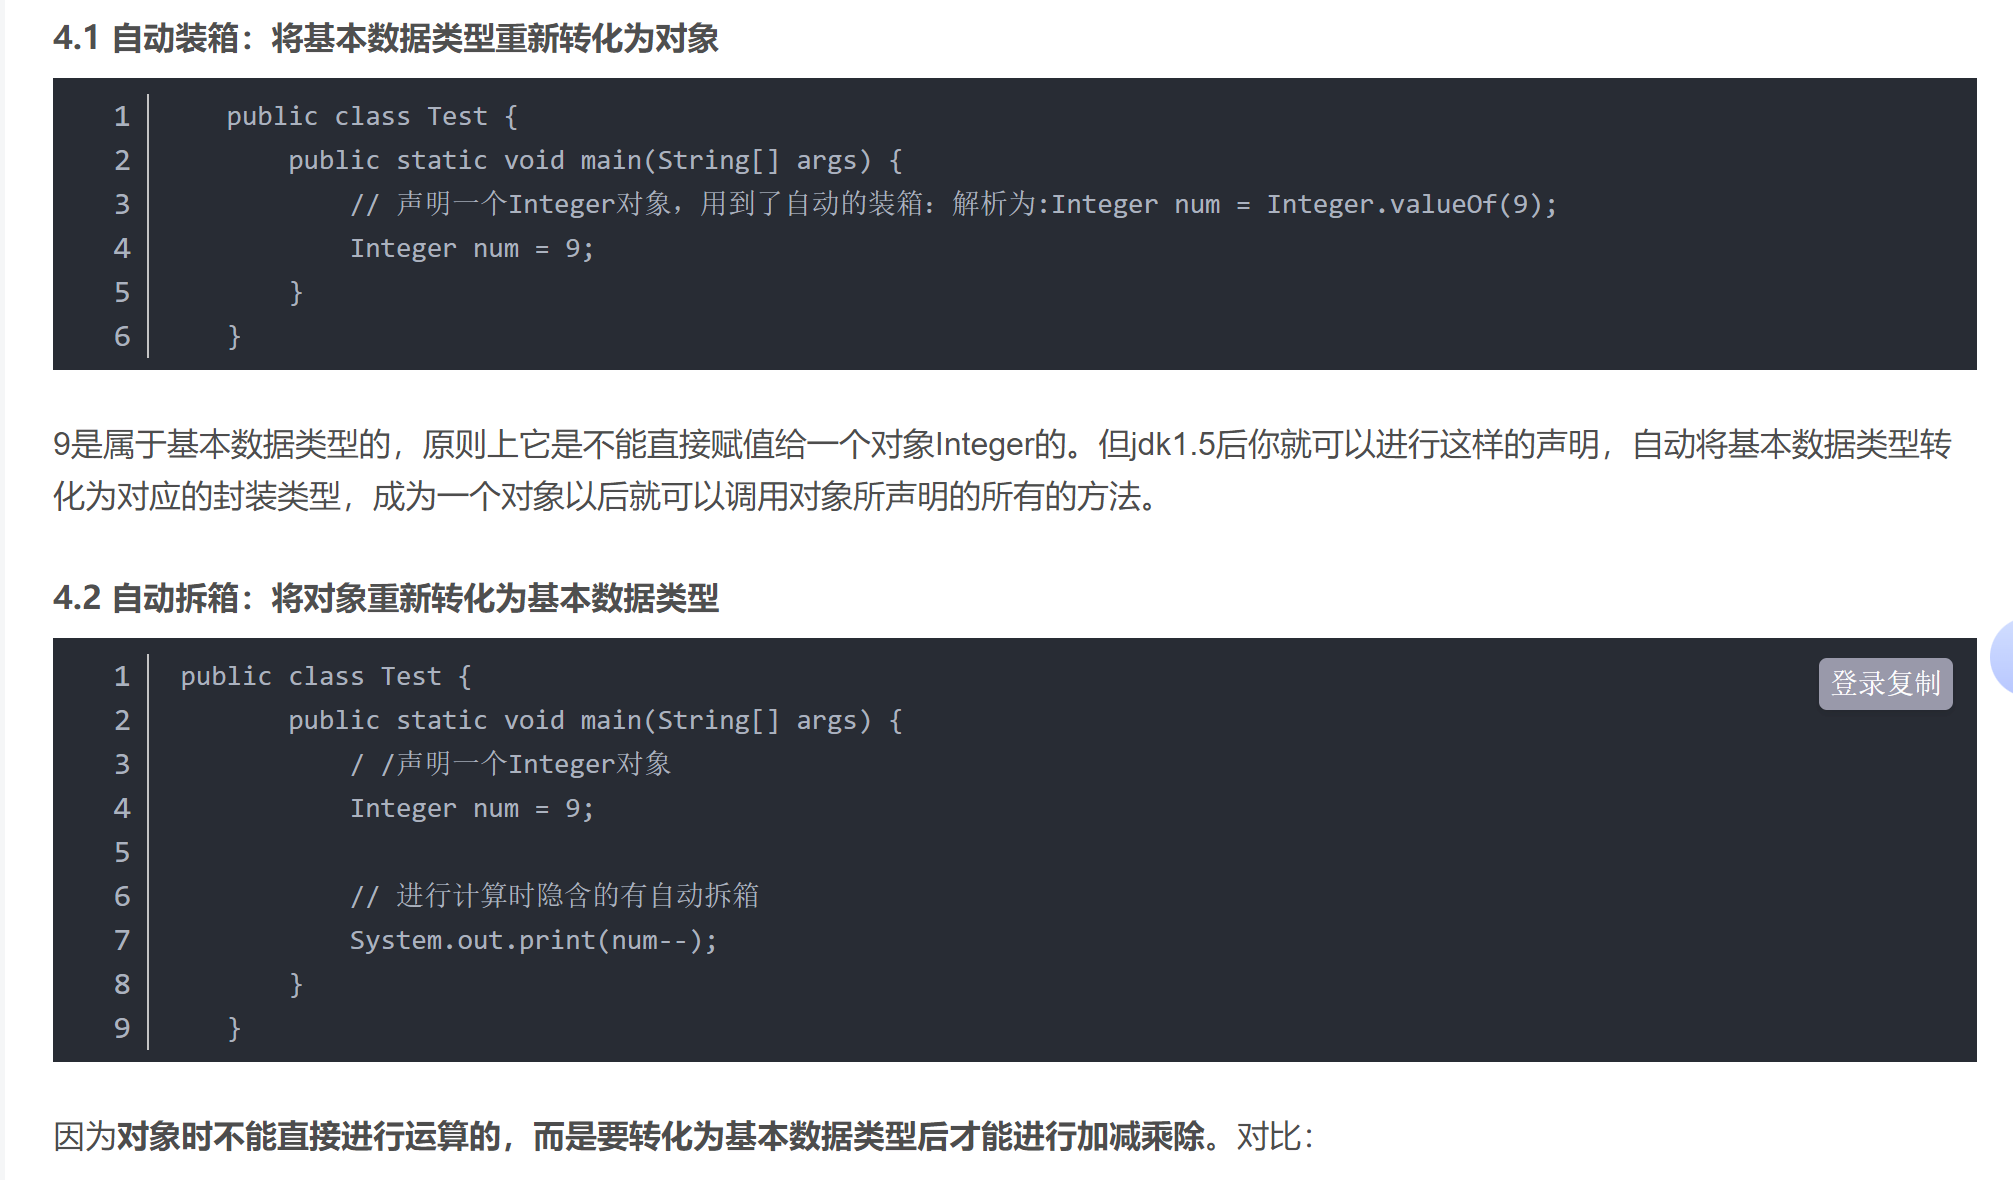 4.1 自动装箱：将基本数据类型重新转化为对象
1 public class Test {
2 public static void main(String[] args) {
3 // 声明一个Integer对象，用到了自动的装箱：解析为:Integer num = Integer.valueOf(9);
4 Integer num = 9;
5 }
6 }
9是属于基本数据类型的，原则上它是不能直接赋值给一个对象Integer的。但jdk1.5后你就可以进行这样的声明，自动将基本数据类型转
化为对应的封装类型，成为一个对象以后就可以调用对象所声明的所有的方法。
4.2 自动拆箱：将对象重新转化为基本数据类型
1 public class Test {
登录复制
2 public static void main(String[] args) {
3 / /声明一个Integer对象
4 Integer num = 9;
5
6 // 进行计算时隐含的有自动拆箱
7 System.out.print(num--);
8 }
9 }
因为对象时不能直接进行运算的，而是要转化为基本数据类型后才能进行加减乘除。对比：